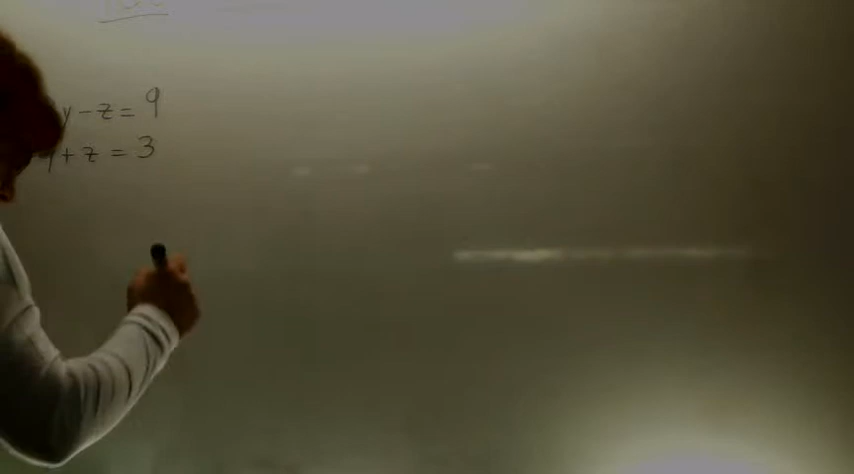 y - z = 9
y + z = 3